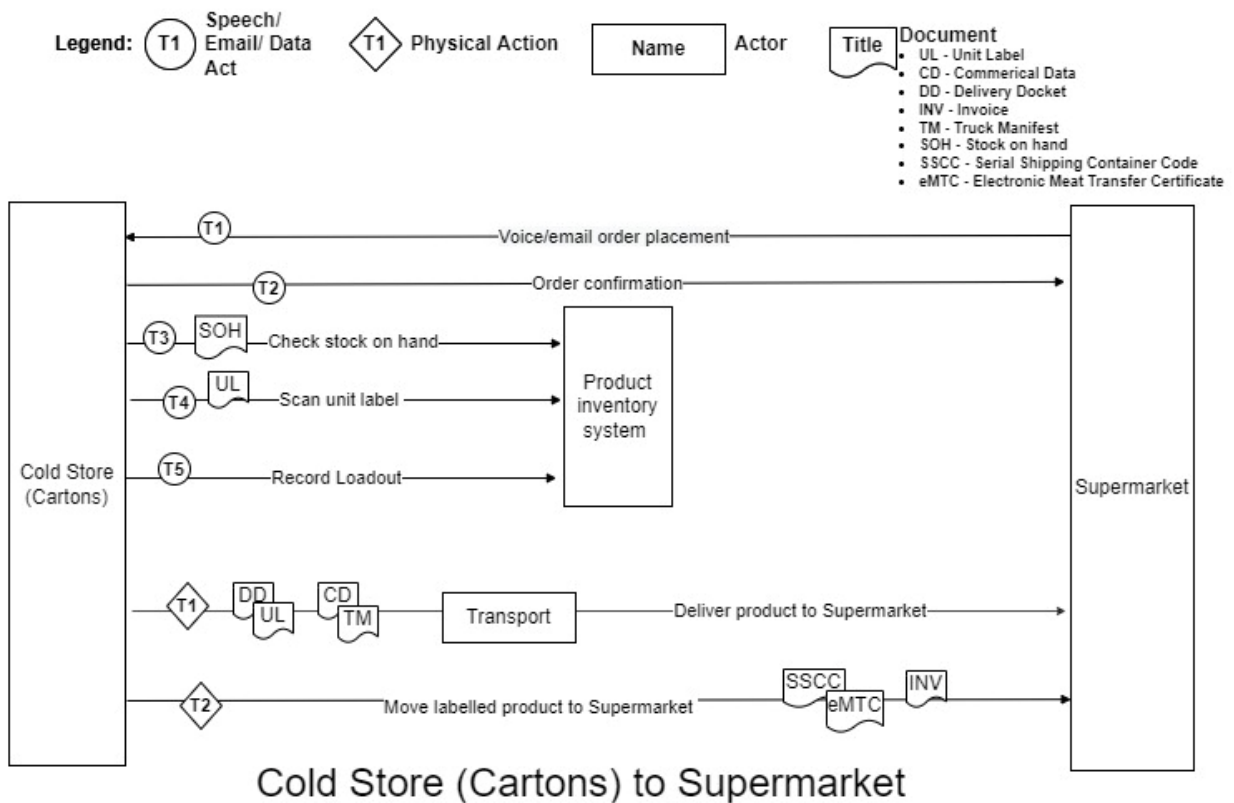 Legend:
T1
Speech/
Email/ Data
Act
T1
Physical Action
Name
Actor
Title
Document
• UL - Unit Label
• CD - Commerical Data
• DD - Delivery Docket
• INV - Invoice
• TM - Truck Manifest
• SOH - Stock on hand
• SSCC - Serial Shipping Container Code
• eMTC - Electronic Meat Transfer Certificate
T1
Voice/email order placement
T2
Order confirmation
T3
SOH
Check stock on hand
T4
UL
Scan unit label
T5
Record Loadout
Product
inventory
system
Cold Store
(Cartons)
Supermarket
T1
DD
UL
CD
TM
Transport
Deliver product to Supermarket
T2
Move labelled product to Supermarket
SSCC
eMTC
INV
Cold Store (Cartons) to Supermarket